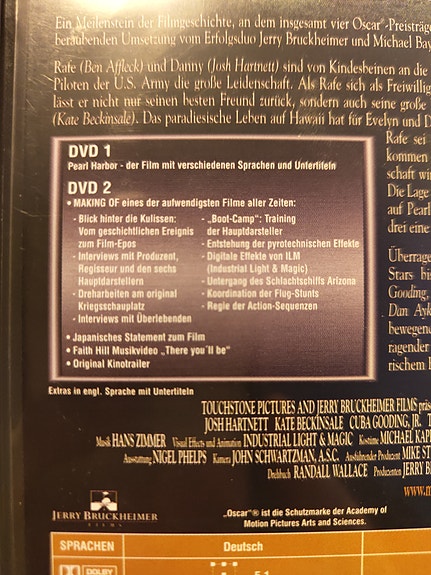 Ein Meilenstein der Filmgeschichte, an dem insgesamt vier Oscar®-Preisträge
beraubenden Umsetzung vom Erfolgsduo Jerry Bruckheimer und Michael Bay
Rafe (Ben Affleck) und Danny (Josh Hartnett) sind von Kindesbeinen an die
Piloten der U.S. Army die große Leidenschaft. Als Rafe sich als Freiwillig
lässt er nicht nur seinen besten Freund zurück, sondern auch seine große
(Kate Beckinsale). Das paradiesische Leben auf Hawaii hat für Evelyn und D
Rafe sei
kommen
schaft wi
Die Lage
auf Pearl
drei eine
DVD 1
Pearl Harbor - der Film mit verschiedenen Sprachen und Untertiteln
DVD 2
• MAKING OF eines der aufwendigsten Filme aller Zeiten:
- Blick hinter die Kulissen:
Vom geschichtlichen Ereignis
zum Film-Epos
- Interviews mit Produzent,
Regisseur und den sechs
Hauptdarstellern
- Dreharbeiten am original
Kriegsschauplatz
- Interviews mit Überlebenden
- „Boot-Camp“: Training
der Hauptdarsteller
- Entstehung der pyrotechnischen Effekte
- Digitale Effekte von ILM
(Industrial Light & Magic)
- Untergang des Schlachtschiffs Arizona
- Koordination der Flug-Stunts
- Regie der Action-Sequenzen
• Japanisches Statement zum Film
• Faith Hill Musikvideo „There you´ll be“
• Original Kinotrailer
Überrage
Stars bi
Gooding,
Dan Ayk
bewegend
ragender
rischem
Extras in engl. Sprache mit Untertiteln
TOUCHSTONE PICTURES AND JERRY BRUCKHEIMER FILMS präs
JOSH HARTNETT KATE BECKINSALE CUBA GOODING, JR. T
Musik HANS ZIMMER Visual Effects and Animation INDUSTRIAL LIGHT & MAGIC Kostüme MICHAEL KAP
Ausstattung NIGEL PHELPS Kamera JOHN SCHWARTZMAN, A.S.C. Ausführender Produzent MIKE ST
Drehbuch RANDALL WALLACE Produzenten JERRY B
www.m
JERRY BRUCKHEIMER
FILMS
„Oscar“® ist die Schutzmarke der Academy of
Motion Pictures Arts and Sciences.
SPRACHEN
Deutsch
DOLBY
5.1